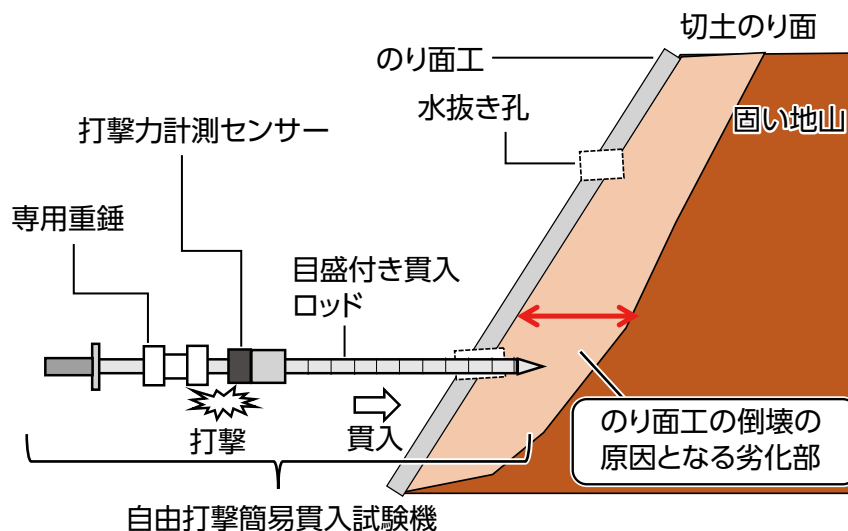 切土のり面
のり面工
水抜き孔
固い地山
打撃力計測センサー
専用重錘
目盛付き貫入
ロッド
打撃
貫入
のり面工の倒壊の
原因となる劣化部
自由打撃簡易貫入試験機